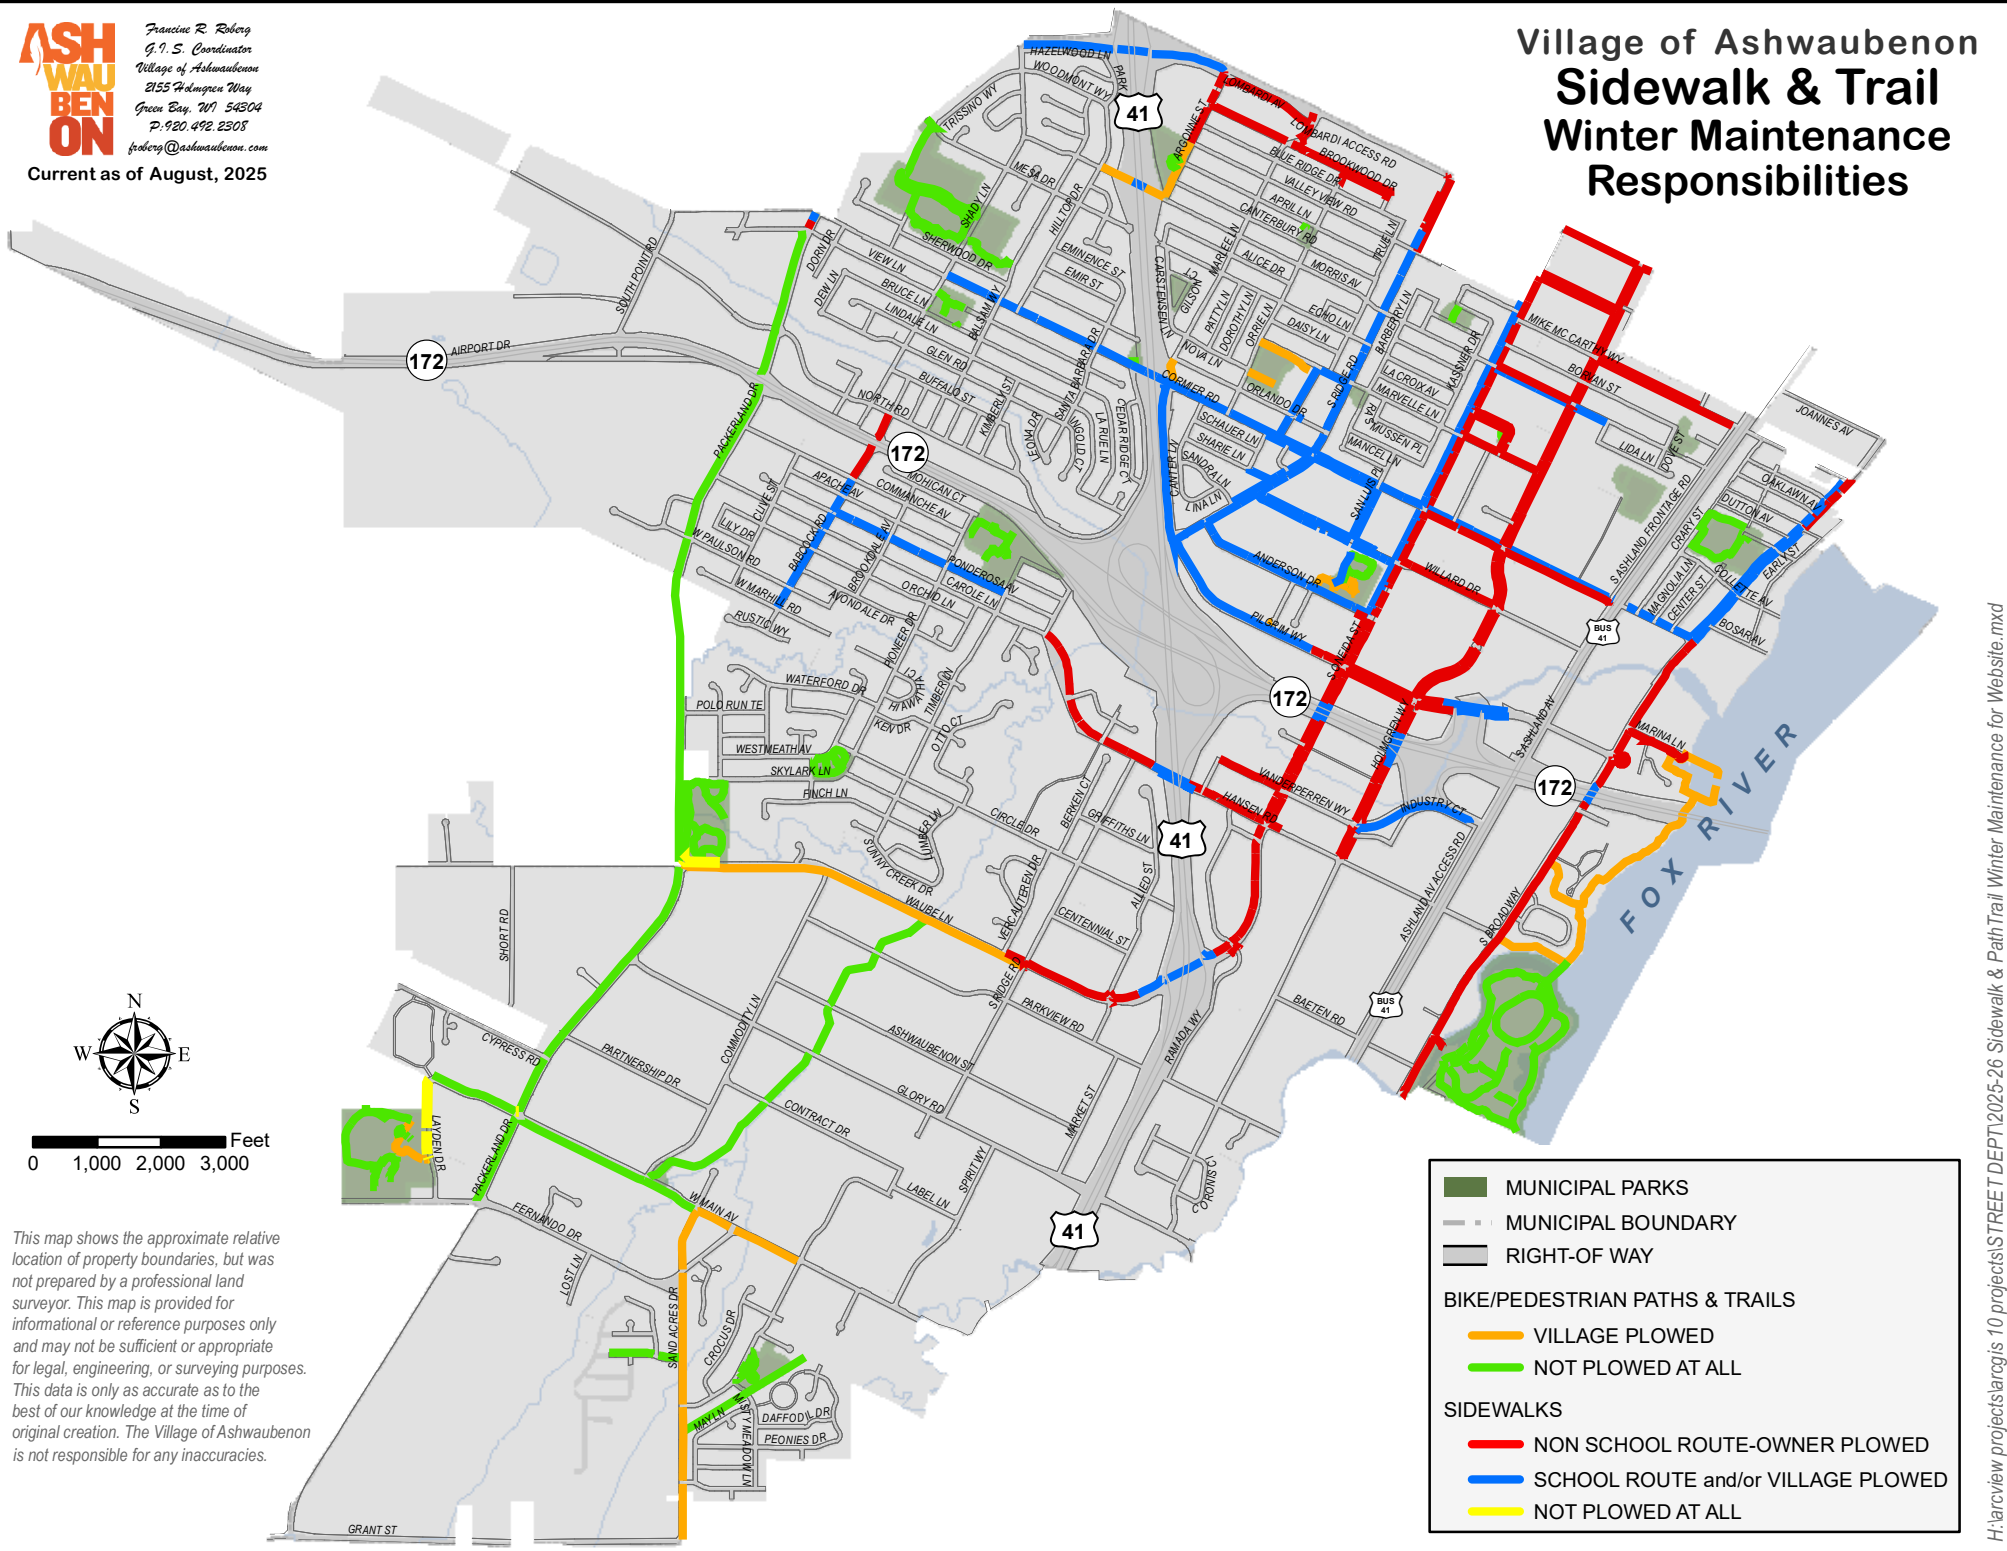 ASH
WAU
BEN
ON
Francine R. Roberg
G.I.S. Coordinator
Village of Ashwaubenon
2155 Holmgren Way
Green Bay, WI 54304
P:920.492.2308
froberg@ashwaubenon.com
Current as of August, 2025
Village of Ashwaubenon
Sidewalk & Trail
Winter Maintenance
Responsibilities
HAZELWOOD LN
WOODMONT WY
PARK
TRISSINO WY
41
LOMBARDI AV
LOMBARDI ACCESS RD
ARGONNE ST
BROOKWOOD DR
BLUE RIDGE DR
VALLEY VIEW RD
APRIL LN
CANTERBURY RD
MESA DR
HILLTOP DR
SHADY LN
SHERWOOD DR
EMINENCE ST
EMIR ST
MARLEE LN
ALICE DR
MORRIS AV
TRUE LN
CARSTENSEN LN
GILSON CT
SOUTH POINT RD
DORN DR
VIEW LN
DEW LN
BRUCE LN
LINDALE LN
BALSAM WY
PATTY LN
DOROTHY LN
ORRIE LN
ECHO LN
DAISY LN
BARBERRY LN
S RIDGE RD
KASSNER DR
MIKE MC CARTHY WY
BORVAN ST
172
AIRPORT DR
GLEN RD
BUFFALO ST
NORTH RD
KIMBERLY ST
SANTA BARBARA DR
NOVA LN
CORMIER RD
ORLANDO DR
LA CROIX AV
MARVELLE LN
RASMUSSEN PL
MANCEL LN
JOANNES AV
PACKERLAND DR
LEONA DR
INGOLD CT
LA RUE LN
CEDAR RIDGE CT
CANTER LN
SCHAUER LN
SHARIE LN
SANDRA LN
LINA LN
SAN LUIS PL
LIDA LN
DOVE ST
172
MOHICAN CT
COMMANCHE AV
APACHE AV
CLIVE ST
LILY DR
W PAULSON RD
BABCOCK RD
BROOKDALE AV
PONDEROSA AV
CAROLE LN
ORCHID LN
AVONDALE DR
W MARHILL RD
RUSTIC WY
PIONEER DR
ANDERSON DR
PILGRIM WY
WILLARD DR
S ONEIDA ST
S ASHLAND FRONTAGE RD
OAKLAWN AV
DUTTON AV
CRARY ST
MAGNOLIA LN
CENTER ST
COLLETTE AV
EARLY ST
BOSAR AV
BUS
41
WATERFORD DR
HIAWATHA CT
TIMBER LN
POLO RUN TE
KEN DR
OTTO CT
WESTMEATH AV
SKYLARK LN
FINCH LN
172
HOLMGREN WY
S ASHLAND AV
MARINA LN
172
VANDERPERREN WY
HANSEN RD
INDUSTRY CT
41
BERKEN CT
GRIFFITHS LN
CIRCLE DR
LUMBER LN
SUNNY CREEK DR
WAUBE LN
VERCAUTEREN DR
CENTENNIAL ST
ALLIED ST
ASHLAND AV ACCESS RD
S BROADWAY
FOX RIVER
SHORT RD
S RIDGE RD
PARKVIEW RD
RAMADA WY
BAETEN RD
BUS
41
CYPRESS RD
PARTNERSHIP DR
COMMODITY LN
ASHWAUBENON ST
GLORY RD
CONTRACT DR
MARKET ST
LAYDEN DR
PACKERLAND DR
FERNANDO DR
LOST LN
W MAIN AV
LABEL LN
SPIRIT WY
CORONIS CI
41
SAND ACRES DR
CROCUS DR
MAY LN
MISTY MEADOW LN
DAFFODIL DR
PEONIES DR
GRANT ST
N
W E
S
Feet
0 1,000 2,000 3,000
This map shows the approximate relative
location of property boundaries, but was
not prepared by a professional land
surveyor. This map is provided for
informational or reference purposes only
and may not be sufficient or appropriate
for legal, engineering, or surveying purposes.
This data is only as accurate as to the
best of our knowledge at the time of
original creation. The Village of Ashwaubenon
is not responsible for any inaccuracies.
MUNICIPAL PARKS
MUNICIPAL BOUNDARY
RIGHT-OF WAY
BIKE/PEDESTRIAN PATHS & TRAILS
VILLAGE PLOWED
NOT PLOWED AT ALL
SIDEWALKS
NON SCHOOL ROUTE-OWNER PLOWED
SCHOOL ROUTE and/or VILLAGE PLOWED
NOT PLOWED AT ALL
H:\arcview projects\arcgis 10 projects\STREET DEPT\2025-26 Sidewalk & Path Trail Winter Maintenance for Website.mxd